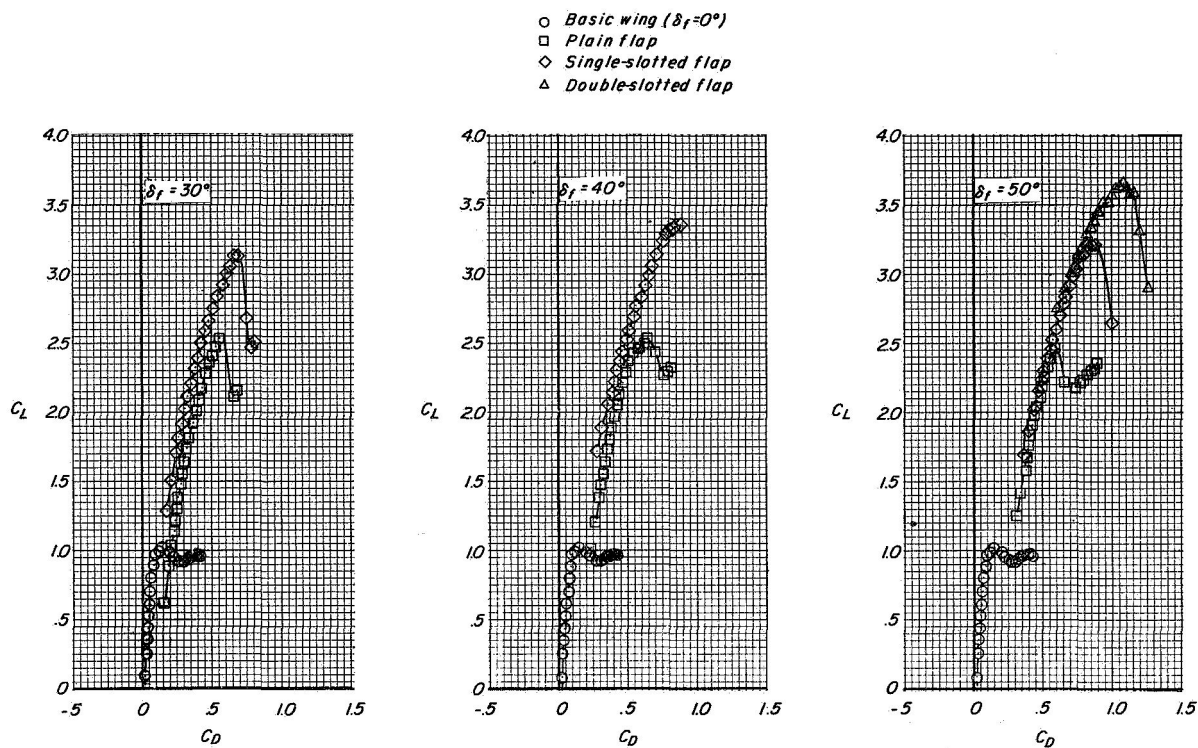 Basic wing (δf=0°)
Plain flap
Single-slotted flap
Double-slotted flap
4.0
3.5
3.0
2.5
CL 2.0
1.5
1.0
.5
0
-.5 0 .5 1.0 1.5
CD
δf = 30°
4.0
3.5
3.0
2.5
CL 2.0
1.5
1.0
.5
0
-.5 0 .5 1.0 1.5
CD
δf = 40°
4.0
3.5
3.0
2.5
CL 2.0
1.5
1.0
.5
0
-.5 0 .5 1.0 1.5
CD
δf = 50°